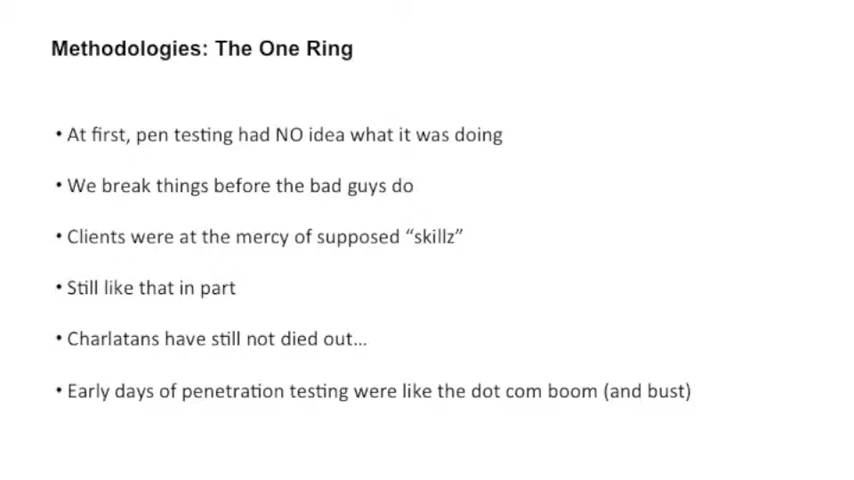 Methodologies: The One Ring
• At first, pen testing had NO idea what it was doing
• We break things before the bad guys do
• Clients were at the mercy of supposed “skillz”
• Still like that in part
• Charlatans have still not died out...
• Early days of penetration testing were like the dot com boom (and bust)